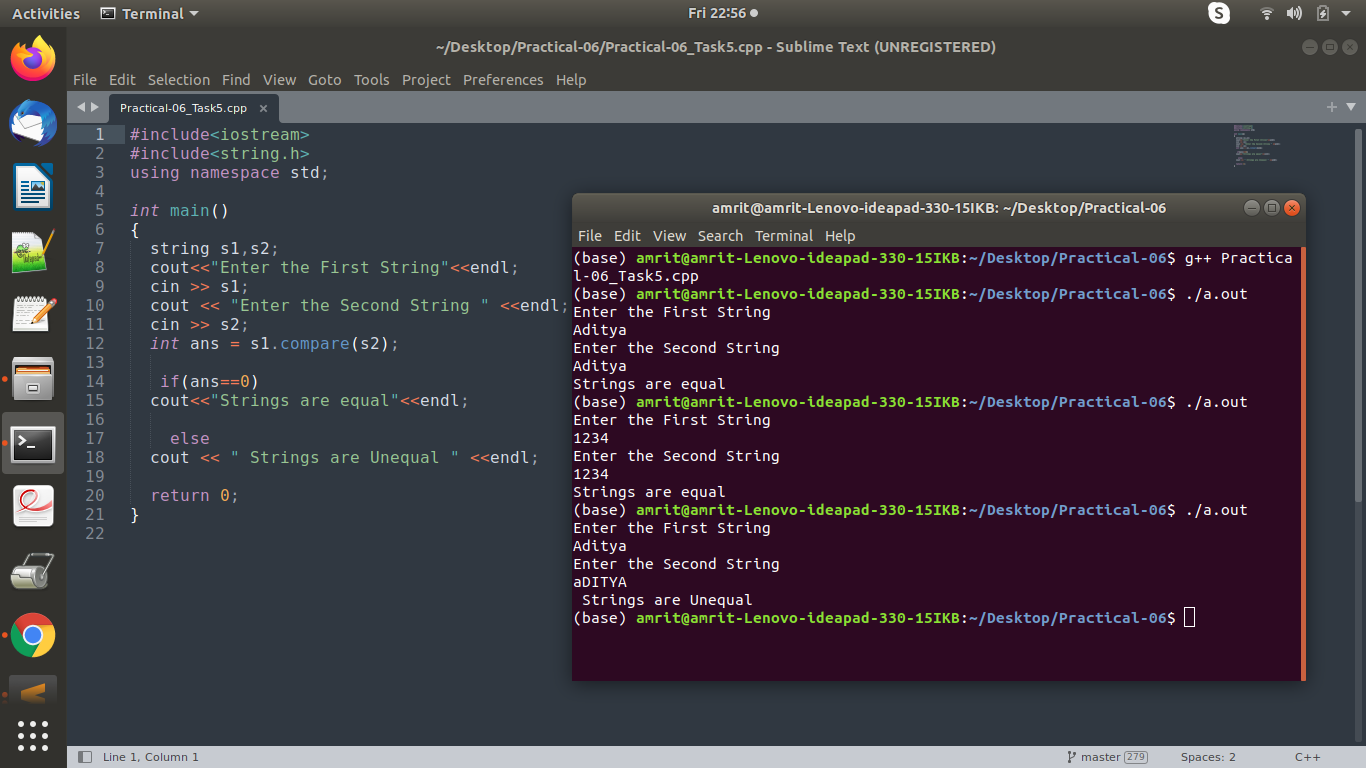 Activities Terminal Fri 22:56
~/Desktop/Practical-06/Practical-06_Task5.cpp - Sublime Text (UNREGISTERED)
File Edit Selection Find View Goto Tools Project Preferences Help
Practical-06_Task5.cpp
1 #include<iostream>
2 #include<string.h>
3 using namespace std;
4
5 int main()
6 {
7 string s1,s2;
8 cout<<"Enter the First String"<<endl;
9 cin >> s1;
10 cout << "Enter the Second String " <<endl;
11 cin >> s2;
12 int ans = s1.compare(s2);
13
14 if(ans==0)
15 cout<<"Strings are equal"<<endl;
16
17 else
18 cout << " Strings are Unequal " <<endl;
19
20 return 0;
21 }
22
amrit@amrit-Lenovo-ideapad-330-15IKB: ~/Desktop/Practical-06
File Edit View Search Terminal Help
(base) amrit@amrit-Lenovo-ideapad-330-15IKB:~/Desktop/Practical-06$ g++ Practica
l-06_Task5.cpp
(base) amrit@amrit-Lenovo-ideapad-330-15IKB:~/Desktop/Practical-06$ ./a.out
Enter the First String
Aditya
Enter the Second String
Aditya
Strings are equal
(base) amrit@amrit-Lenovo-ideapad-330-15IKB:~/Desktop/Practical-06$ ./a.out
Enter the First String
1234
Enter the Second String
1234
Strings are equal
(base) amrit@amrit-Lenovo-ideapad-330-15IKB:~/Desktop/Practical-06$ ./a.out
Enter the First String
Aditya
Enter the Second String
aDITYA
 Strings are Unequal
(base) amrit@amrit-Lenovo-ideapad-330-15IKB:~/Desktop/Practical-06$
Line 1, Column 1 master 279 Spaces: 2 C++